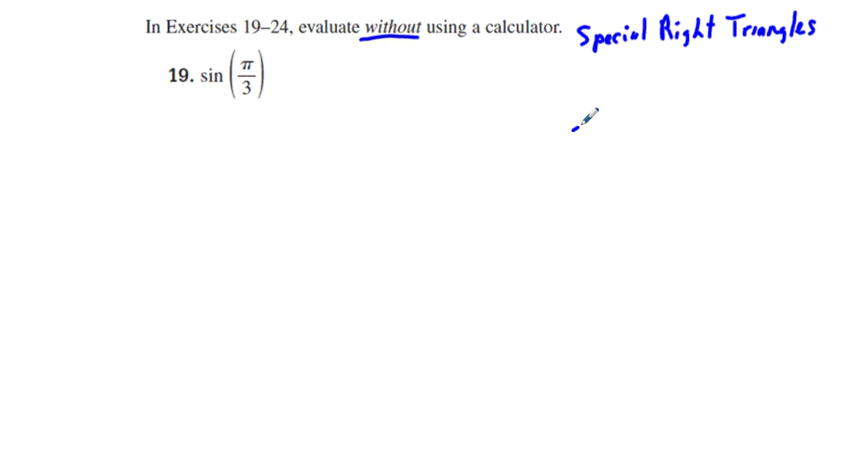 In Exercises 19–24, evaluate without using a calculator. Special Right Triangles
19. sin (π/3)